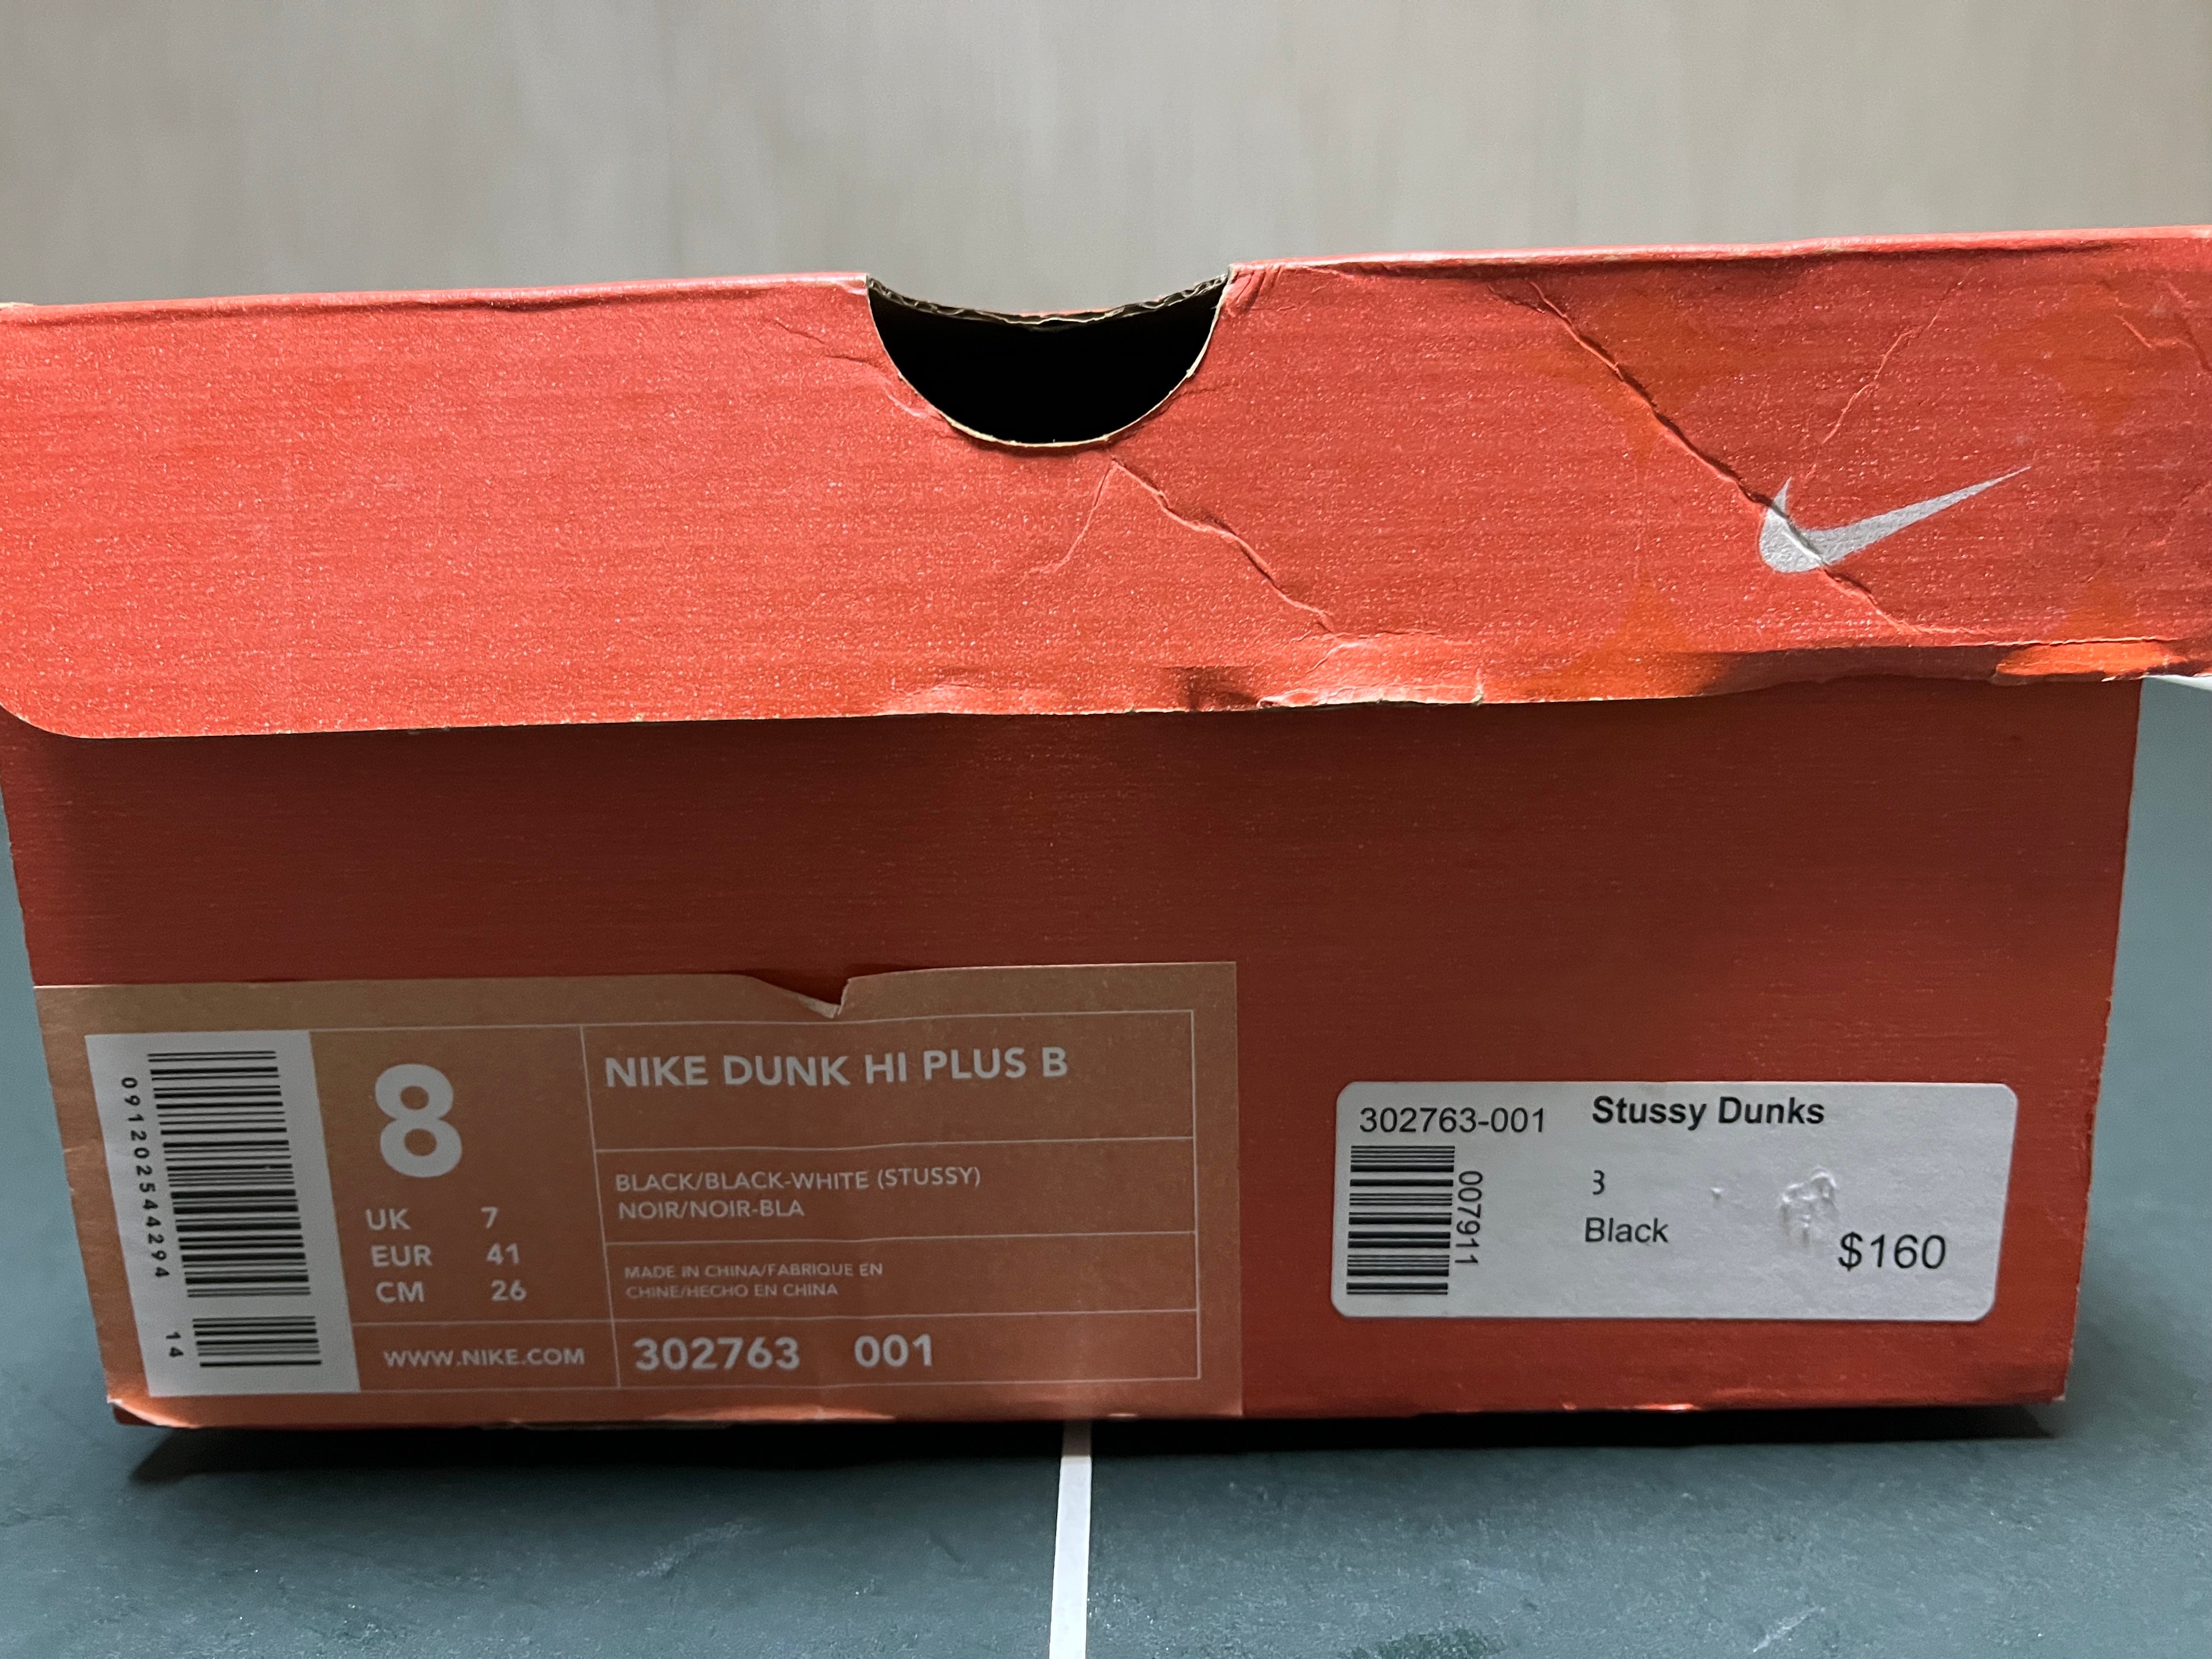 091202544294 14
8
UK 7
EUR 41
CM 26
WWW.NIKE.COM
NIKE DUNK HI PLUS B
BLACK/BLACK-WHITE (STUSSY)
NOIR/NOIR-BLA
MADE IN CHINA/FABRIQUE EN
CHINE/HECHO EN CHINA
302763 001
302763-001 Stussy Dunks
007911
3
Black
$160